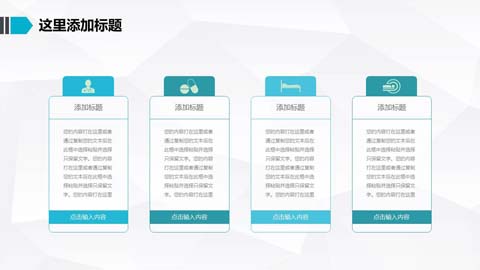 这里添加标题
添加标题
您的内容打在这里或者
通过复制您的文本后在
此框中选择粘贴并选择
只保留文字。您的内容
打在这里或者通过复制
您的文本后在此框中选
择粘贴并选择只保留文
字。您的内容打在这里
点击输入内容
添加标题
您的内容打在这里或者
通过复制您的文本后在
此框中选择粘贴并选择
只保留文字。您的内容
打在这里或者通过复制
您的文本后在此框中选
择粘贴并选择只保留文
字。您的内容打在这里
点击输入内容
添加标题
您的内容打在这里或者
通过复制您的文本后在
此框中选择粘贴并选择
只保留文字。您的内容
打在这里或者通过复制
您的文本后在此框中选
择粘贴并选择只保留文
字。您的内容打在这里
点击输入内容
添加标题
您的内容打在这里或者
通过复制您的文本后在
此框中选择粘贴并选择
只保留文字。您的内容
打在这里或者通过复制
您的文本后在此框中选
择粘贴并选择只保留文
字。您的内容打在这里
点击输入内容